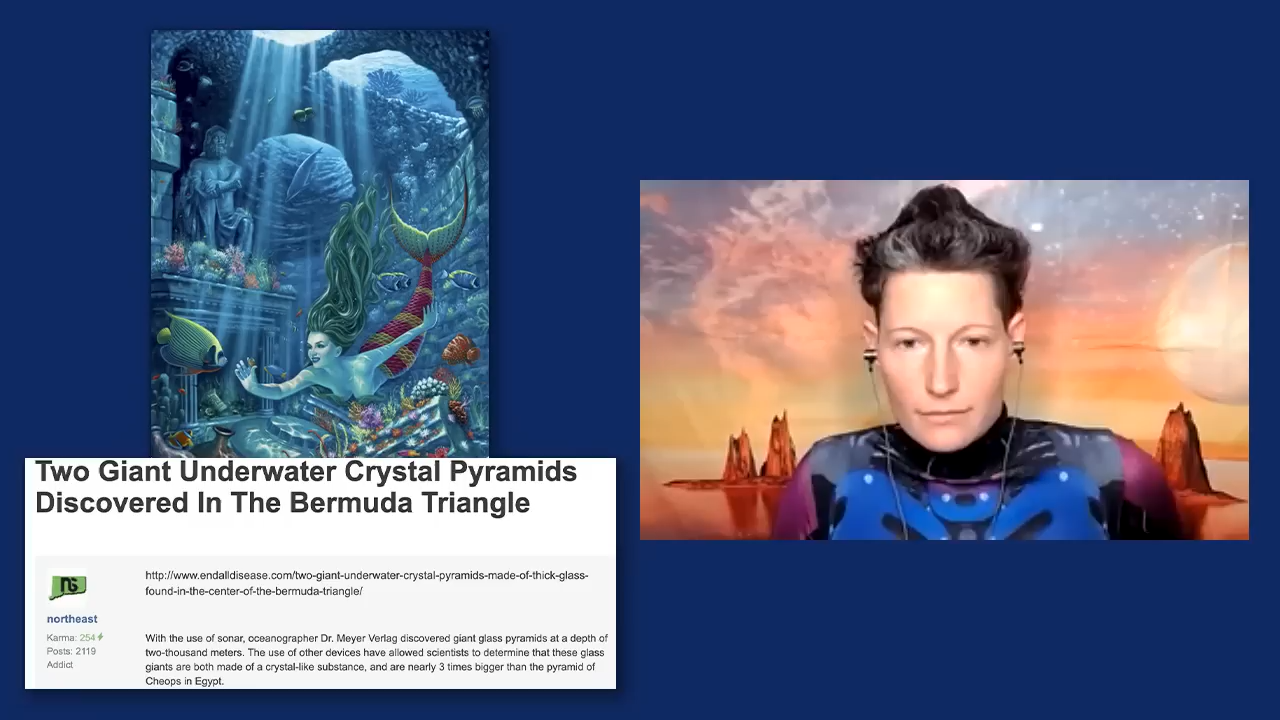 Two Giant Underwater Crystal Pyramids
Discovered In The Bermuda Triangle
ns
http://www.endalldisease.com/two-giant-underwater-crystal-pyramids-made-of-thick-glass-
found-in-the-center-of-the-bermuda-triangle/
northeast
Karma: 254
Posts: 2119
Addict
With the use of sonar, oceanographer Dr. Meyer Verlag discovered giant glass pyramids at a depth of
two-thousand meters. The use of other devices have allowed scientists to determine that these glass
giants are both made of a crystal-like substance, and are nearly 3 times bigger than the pyramid of
Cheops in Egypt.